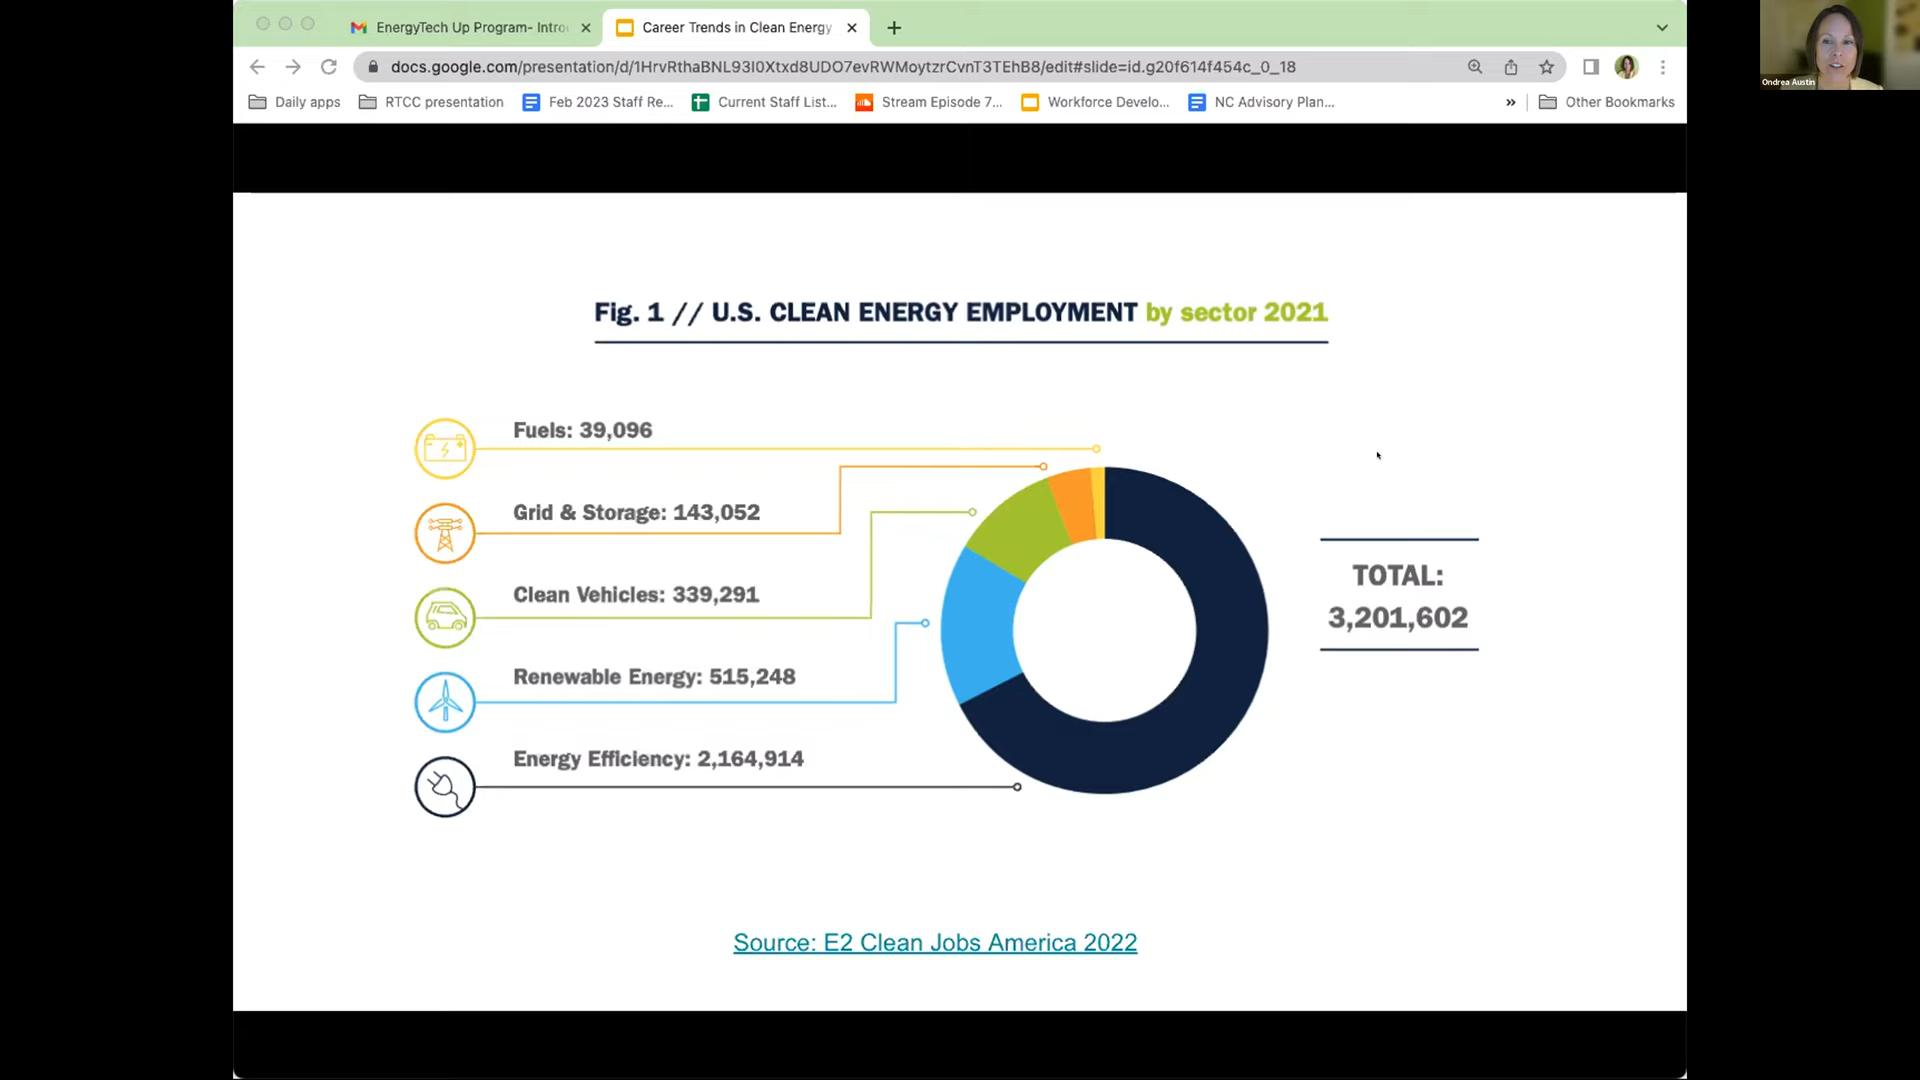 EnergyTech Up Program- Intro
Career Trends in Clean Energy
docs.google.com/presentation/d/1HrvRthaBNL93I0Xtxd8UDO7evRWMoytzrCvnT3TEhB8/edit#slide=id.g20f614f454c_0_18
Daily apps
RTCC presentation
Feb 2023 Staff Re...
Current Staff List...
Stream Episode 7...
Workforce Develo...
NC Advisory Plan...
»
Other Bookmarks
Ondrea Austin
Fig. 1 // U.S. CLEAN ENERGY EMPLOYMENT by sector 2021
Fuels: 39,096
Grid & Storage: 143,052
Clean Vehicles: 339,291
Renewable Energy: 515,248
Energy Efficiency: 2,164,914
TOTAL:
3,201,602
Source: E2 Clean Jobs America 2022